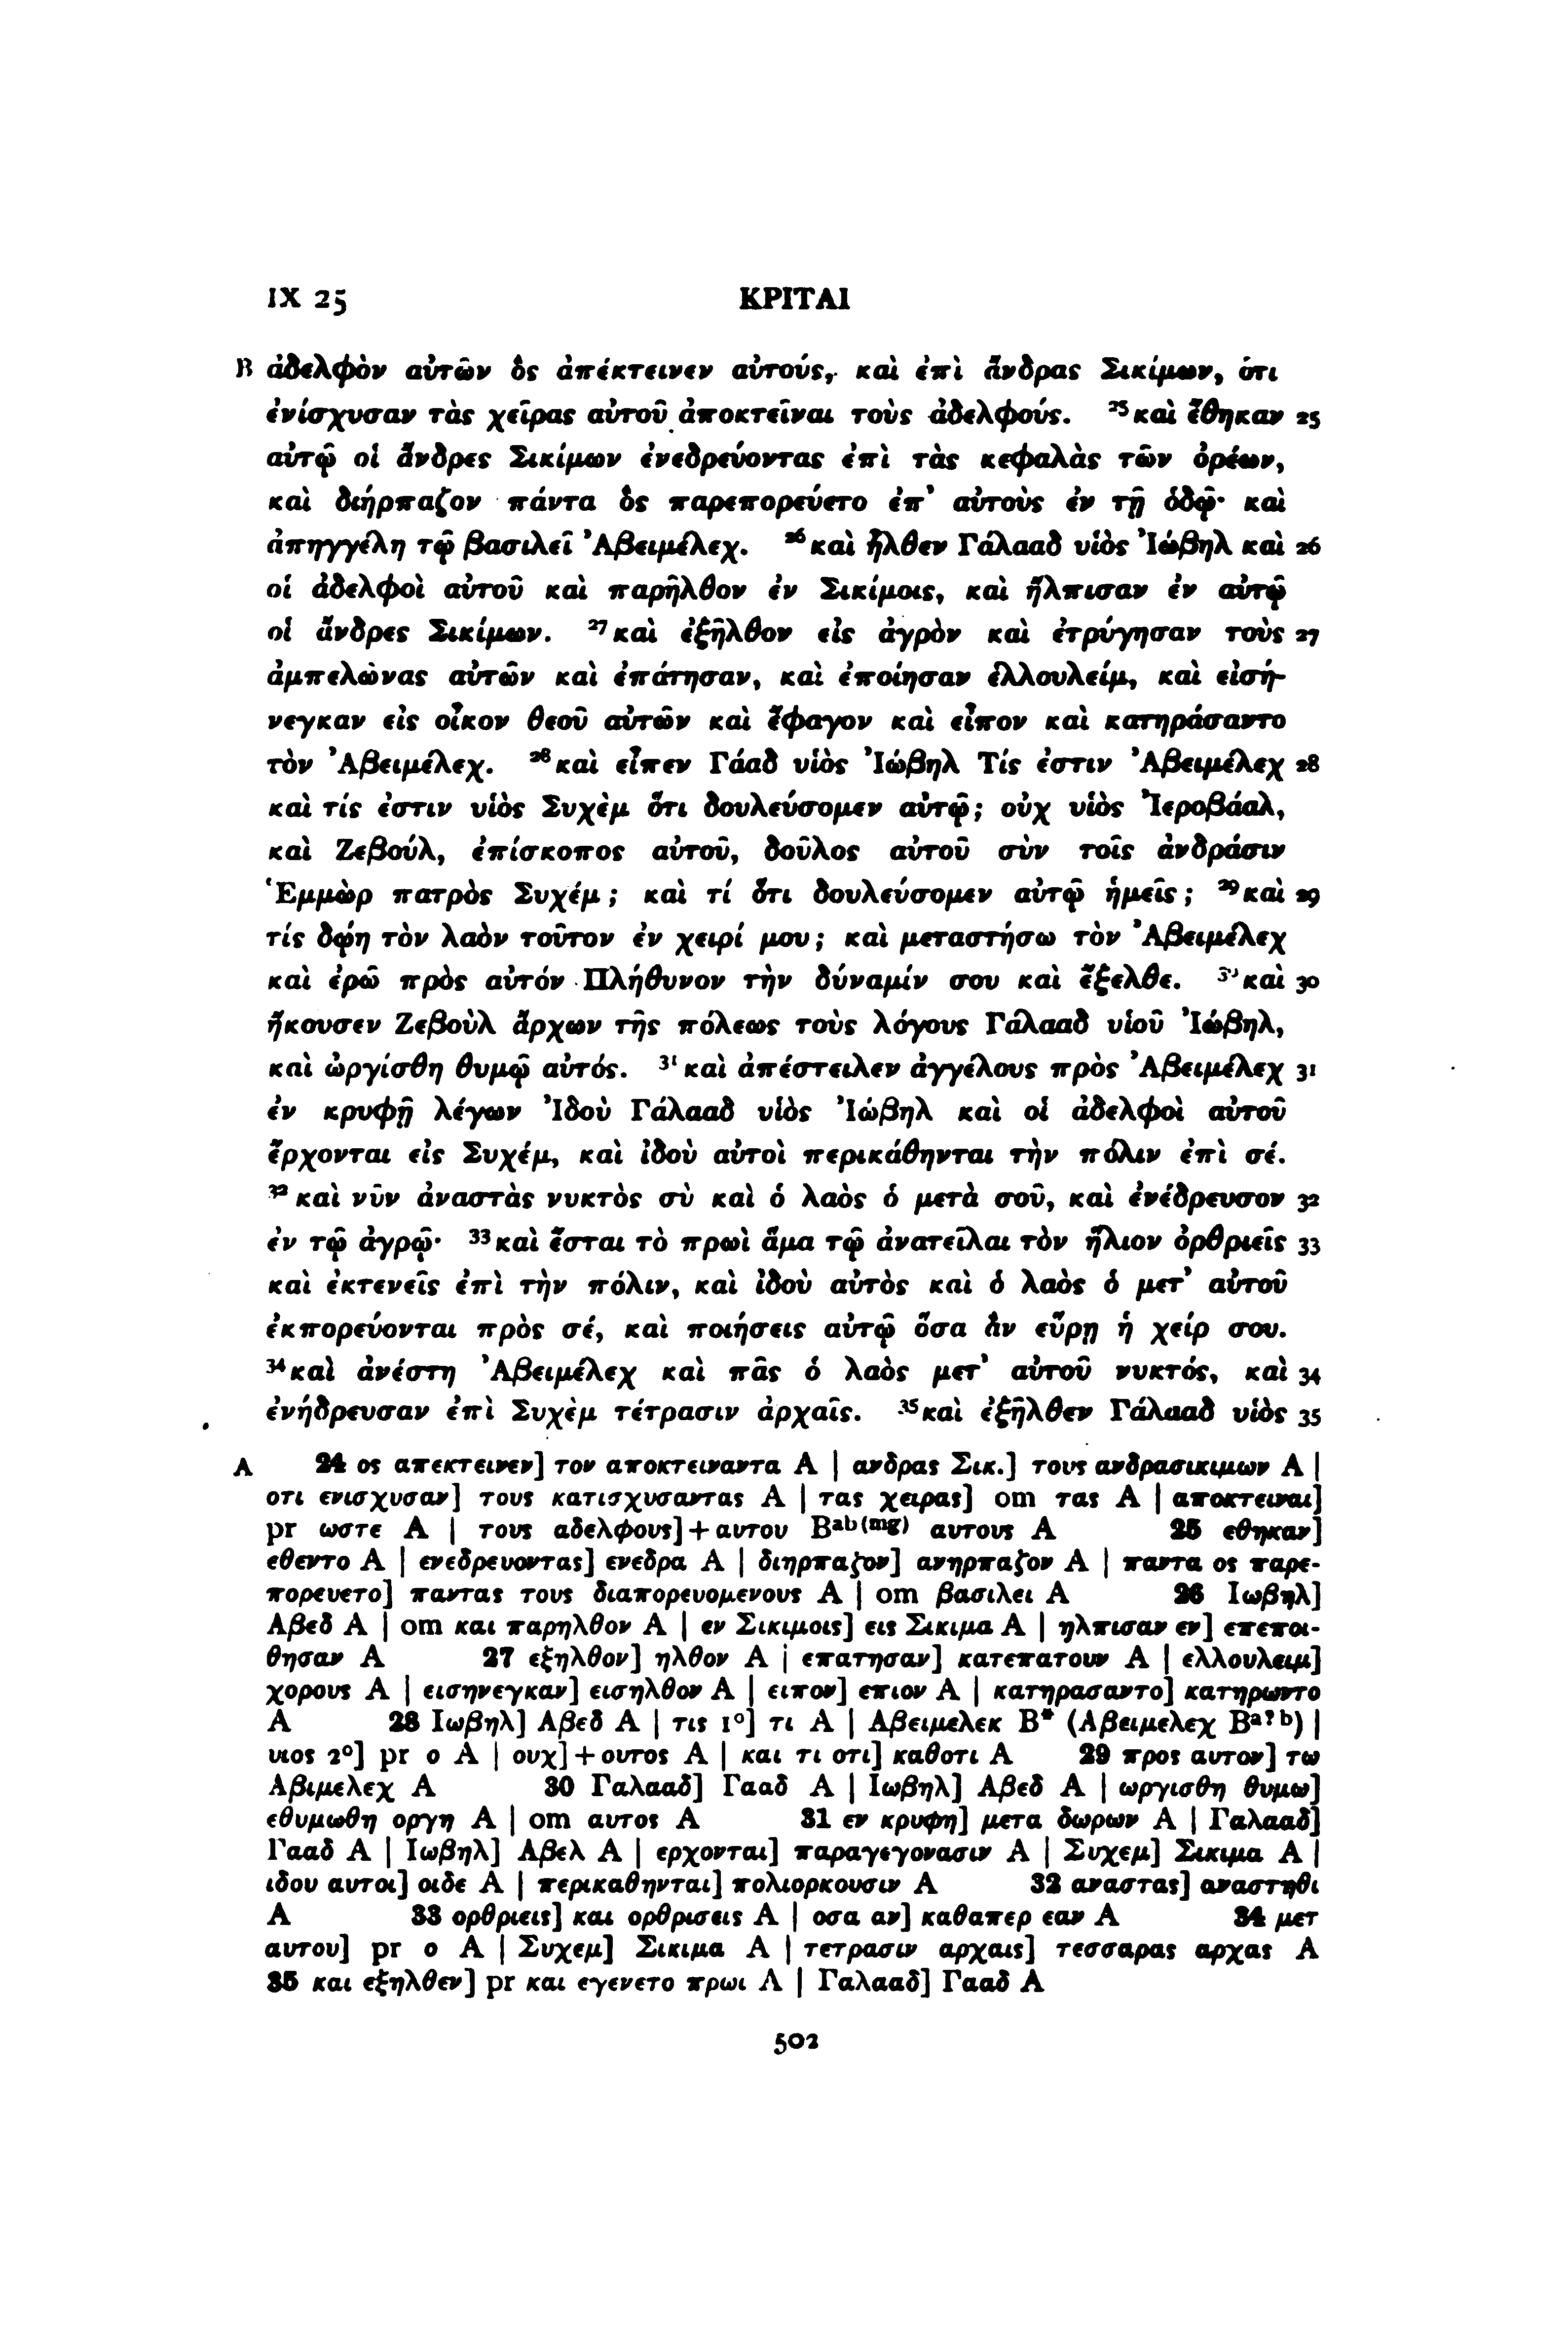 IX 25 ΚΡΙΤΑΙ
B ἀδελφὸν αὐτῶν ὃς ἀπέκτεινεν αὐτούς, καὶ ἐπὶ ἄνδρας Σικίμων, ὅτι
ἐνίσχυσαν τὰς χεῖρας αὐτοῦ ἀποκτεῖναι τοὺς ἀδελφούς. ²⁵καὶ ἔθηκαν 25
αὐτῷ οἱ ἄνδρες Σικίμων ἐνεδρεύοντας ἐπὶ τὰς κεφαλὰς τῶν ὀρέων,
καὶ διήρπαζον πάντα ὃς παρεπορεύετο ἐπ᾽ αὐτοὺς ἐν τῇ ὁδῷ· καὶ
ἀπηγγέλη τῷ βασιλεῖ Ἀβειμέλεχ. ²⁶καὶ ἦλθεν Γάλααδ υἱὸς Ἰώβηλ καὶ 26
οἱ ἀδελφοὶ αὐτοῦ καὶ παρῆλθον ἐν Σικίμοις, καὶ ἤλπισαν ἐν αὐτῷ
οἱ ἄνδρες Σικίμων. ²⁷καὶ ἐξῆλθον εἰς ἀγρὸν καὶ ἐτρύγησαν τοὺς 27
ἀμπελῶνας αὐτῶν καὶ ἐπάτησαν, καὶ ἐποίησαν ἐλλουλείμ, καὶ εἰσή-
νεγκαν εἰς οἶκον θεοῦ αὐτῶν καὶ ἔφαγον καὶ εἶπον καὶ κατηράσαντο
τὸν Ἀβειμέλεχ. ²⁸καὶ εἶπεν Γάαδ υἱὸς Ἰώβηλ Τίς ἐστιν Ἀβειμέλεχ 28
καὶ τίς ἐστιν υἱὸς Συχὲμ ὅτι δουλεύσομεν αὐτῷ; οὐχ υἱὸς Ἰεροβάαλ,
καὶ Ζεβούλ, ἐπίσκοπος αὐτοῦ, δοῦλος αὐτοῦ σὺν τοῖς ἀνδράσιν
Ἑμμὼρ πατρὸς Συχέμ; καὶ τί ὅτι δουλεύσομεν αὐτῷ ἡμεῖς; ²⁹καὶ 29
τίς δῴη τὸν λαὸν τοῦτον ἐν χειρί μου; καὶ μεταστήσω τὸν Ἀβειμέλεχ
καὶ ἐρῶ πρὸς αὐτόν Πλήθυνον τὴν δύναμίν σου καὶ ἔξελθε. ³⁰καὶ 30
ἤκουσεν Ζεβοὺλ ἄρχων τῆς πόλεως τοὺς λόγους Γάλααδ υἱοῦ Ἰώβηλ,
καὶ ὠργίσθη θυμῷ αὐτός. ³¹καὶ ἀπέστειλεν ἀγγέλους πρὸς Ἀβειμέλεχ 31
ἐν κρυφῇ λέγων Ἰδοὺ Γάλααδ υἱὸς Ἰώβηλ καὶ οἱ ἀδελφοὶ αὐτοῦ
ἔρχονται εἰς Συχέμ, καὶ ἰδοὺ αὐτοὶ περικάθηνται τὴν πόλιν ἐπὶ σέ.
³²καὶ νῦν ἀναστὰς νυκτὸς σὺ καὶ ὁ λαὸς ὁ μετὰ σοῦ, καὶ ἐνέδρευσον 32
ἐν τῷ ἀγρῷ· ³³καὶ ἔσται τὸ πρωὶ ἅμα τῷ ἀνατεῖλαι τὸν ἥλιον ὀρθριεῖς 33
καὶ ἐκτενεῖς ἐπὶ τὴν πόλιν, καὶ ἰδοὺ αὐτὸς καὶ ὁ λαὸς ὁ μετ᾽ αὐτοῦ
ἐκπορεύονται πρὸς σέ, καὶ ποιήσεις αὐτῷ ὅσα ἂν εὕρῃ ἡ χείρ σου.
³⁴καὶ ἀνέστη Ἀβειμέλεχ καὶ πᾶς ὁ λαὸς μετ᾽ αὐτοῦ νυκτός, καὶ 34
ἐνήδρευσαν ἐπὶ Συχὲμ τέτρασιν ἀρχαῖς. ³⁵καὶ ἐξῆλθεν Γάλααδ υἱὸς 35
A 24 ος απεκτεινεν] τον αποκτειναντα A | ανδρας Σικ.] τους ανδρασικιμων A |
οτι ενισχυσαν] τους κατισχυσαντας A | τας χειρας] om τας A | αποκτειναι]
pr ωστε A | τους αδελφους]+αυτου Bᵃᵇ⁽ᵐᵍ⁾ αυτους A 25 εθηκαν]
εθεντο A | ενεδρευοντας] ενεδρα A | διηρπαζον] ανηρπαζον A | παντα ος παρε-
πορευετο] παντας τους διαπορευομενους A | om βασιλει A 26 Ιωβηλ]
Αβεδ A | om και παρηλθον A | εν Σικιμοις] εις Σικιμα A | ηλπισαν εν] επεποι-
θησαν A 27 εξηλθον] ηλθον A | επατησαν] κατεπατουν A | ελλουλειμ]
χορους A | εισηνεγκαν] εισηλθον A | ειπον] επιον A | κατηρασαντο] κατηρωντο
A 28 Ιωβηλ] Αβεδ A | τις 1°] τι A | Αβειμελεκ B* (Αβειμελεχ Bᵃ?ᵇ) |
υιος 2°] pr ο A | ουχ]+ουτος A | και τι οτι] καθοτι A 29 προς αυτον] τω
Αβιμελεχ A 30 Γαλααδ] Γααδ A | Ιωβηλ] Αβεδ A | ωργισθη θυμω]
εθυμωθη οργη A | om αυτος A 31 εν κρυφη] μετα δωρων A | Γαλααδ]
Γααδ A | Ιωβηλ] Αβελ A | ερχονται] παραγεγονασιν A | Συχεμ] Σικιμα A |
ιδου αυτοι] οιδε A | περικαθηνται] πολιορκουσιν A 32 αναστας] αναστηθι
A 33 ορθριεις] και ορθρισεις A | οσα αν] καθαπερ εαν A 34 μετ
αυτου] pr ο A | Συχεμ] Σικιμα A | τετρασιν αρχαις] τεσσαρας αρχας A
35 και εξηλθεν] pr και εγενετο πρωι A | Γαλααδ] Γααδ A
502